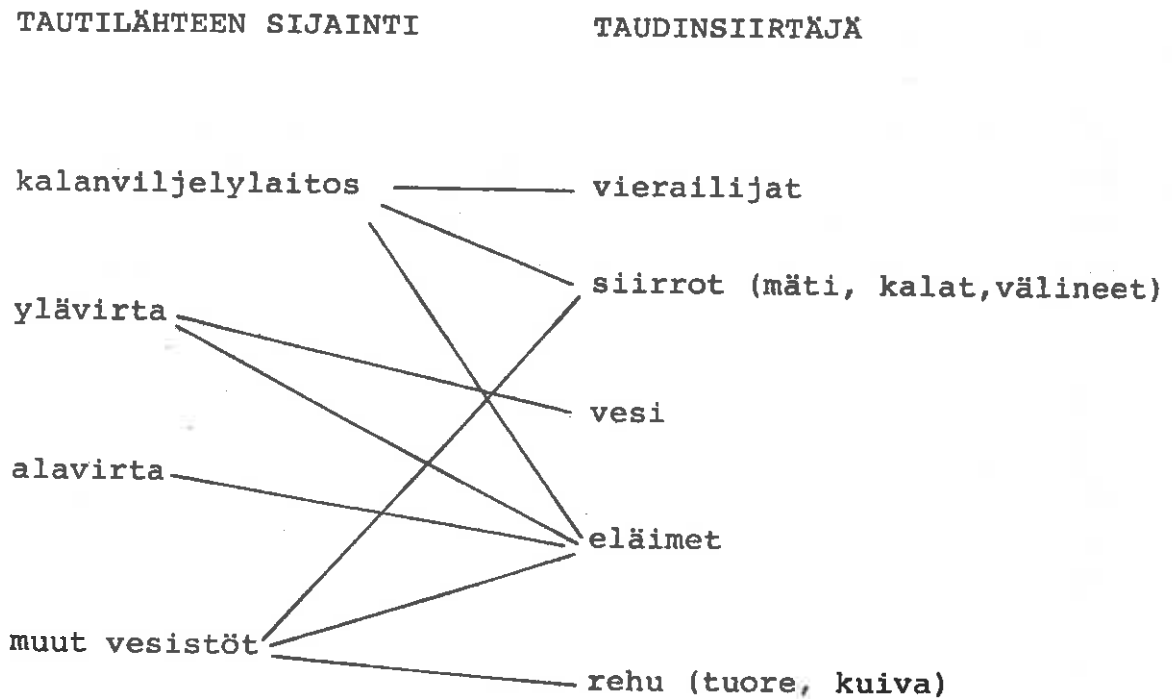 TAUTILÄHTEEN SIJAINTI TAUDINSIIRTÄJÄ
kalanviljelylaitos vierailijat
siirrot (mäti, kalat,välineet)
ylävirta
vesi
alavirta
eläimet
muut vesistöt
rehu (tuore, kuiva)